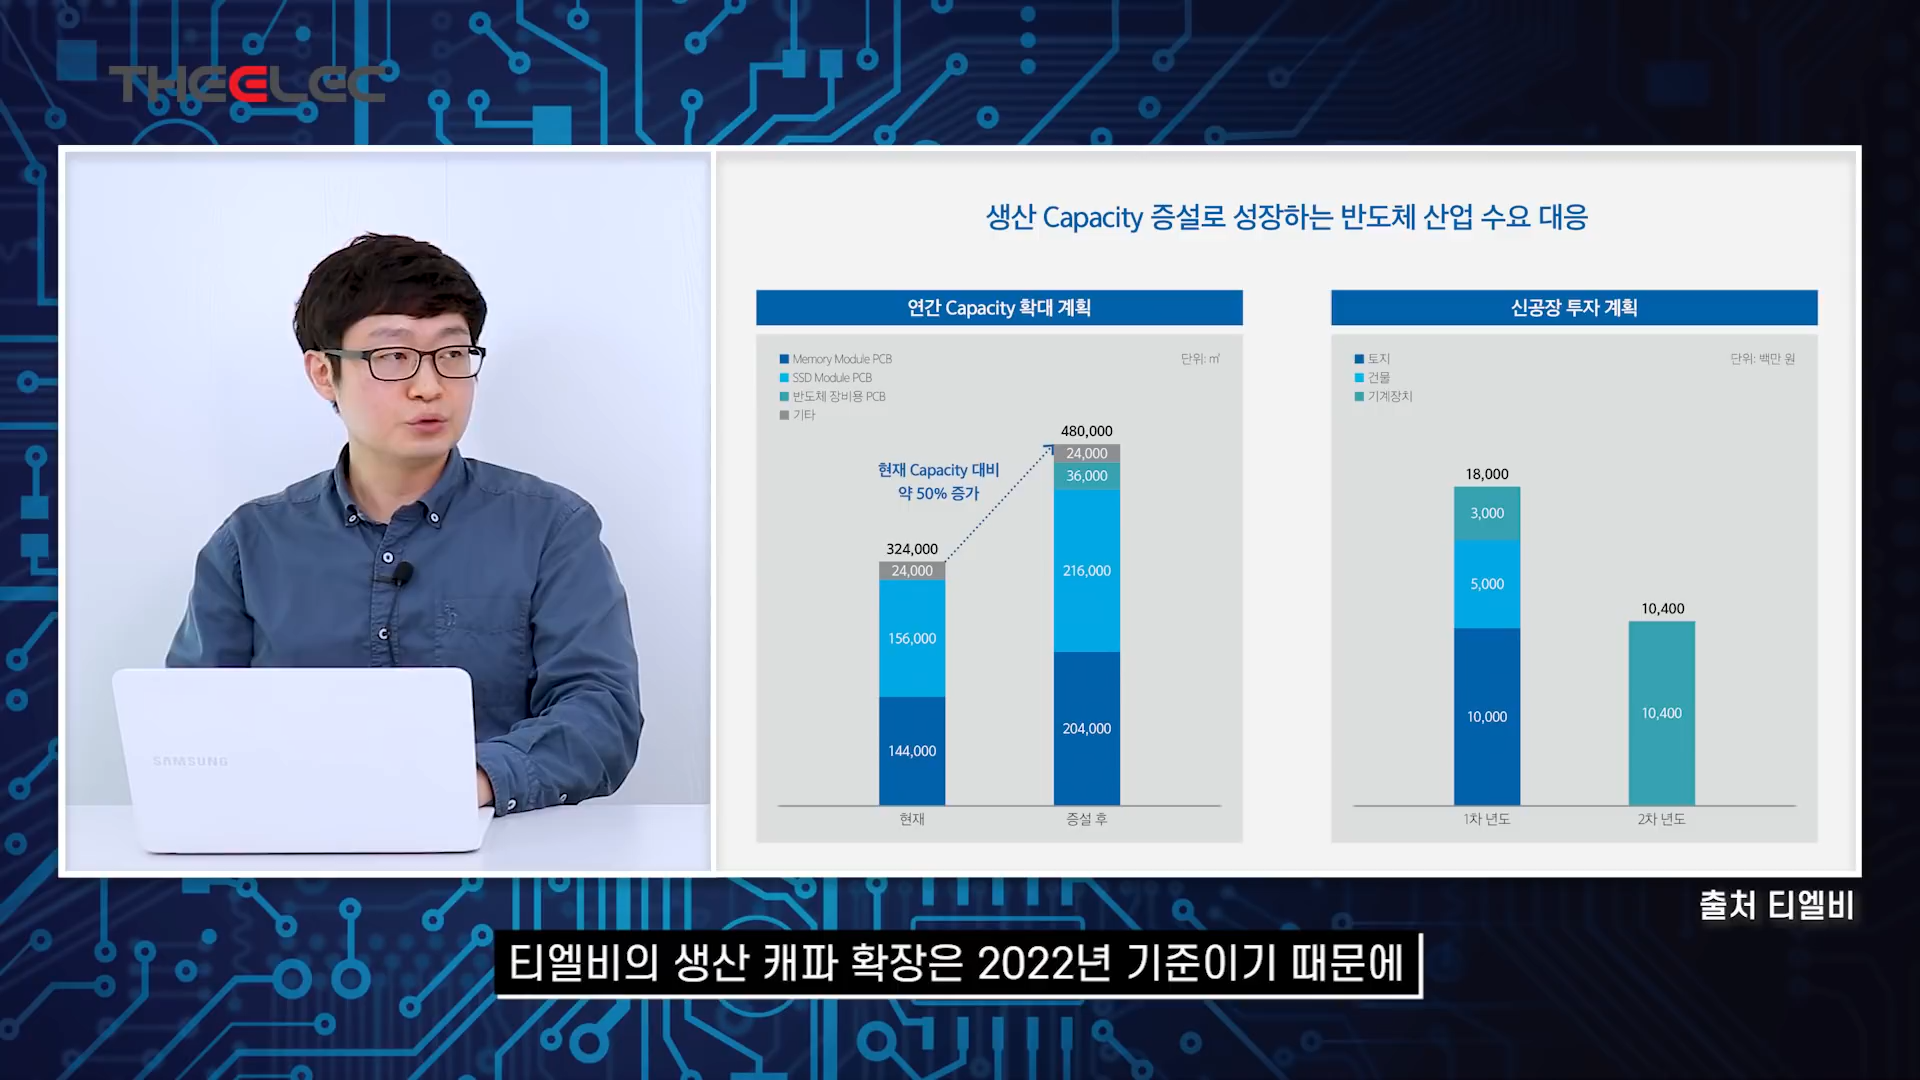 THEELEC
생산 Capacity 증설로 성장하는 반도체 산업 수요 대응
연간 Capacity 확대 계획
Memory Module PCB
SSD Module PCB
반도체 장비용 PCB
기타
단위: ㎡
현재 Capacity 대비
약 50% 증가
324,000
24,000
156,000
144,000
현재
480,000
24,000
36,000
216,000
204,000
증설 후
신공장 투자 계획
토지
건물
기계장치
단위: 백만 원
18,000
3,000
5,000
10,000
1차 년도
10,400
10,400
2차 년도
SAMSUNG
출처 티엘비
티엘비의 생산 캐파 확장은 2022년 기준이기 때문에